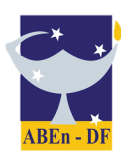 ABEn - DF